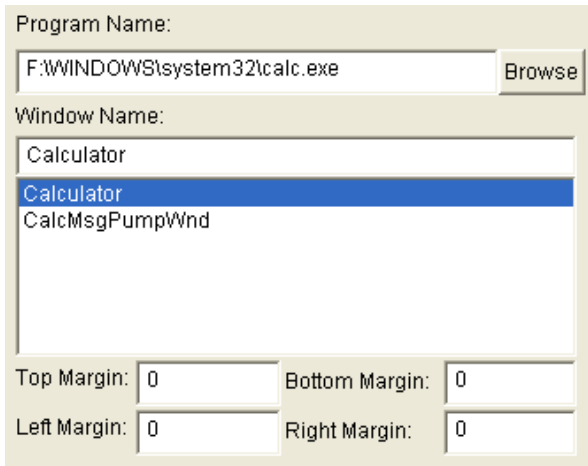 Program Name:
F:\WINDOWS\system32\calc.exe Browse
Window Name:
Calculator
Calculator
CalcMsgPumpWnd
Top Margin: 0 Bottom Margin: 0
Left Margin: 0 Right Margin: 0